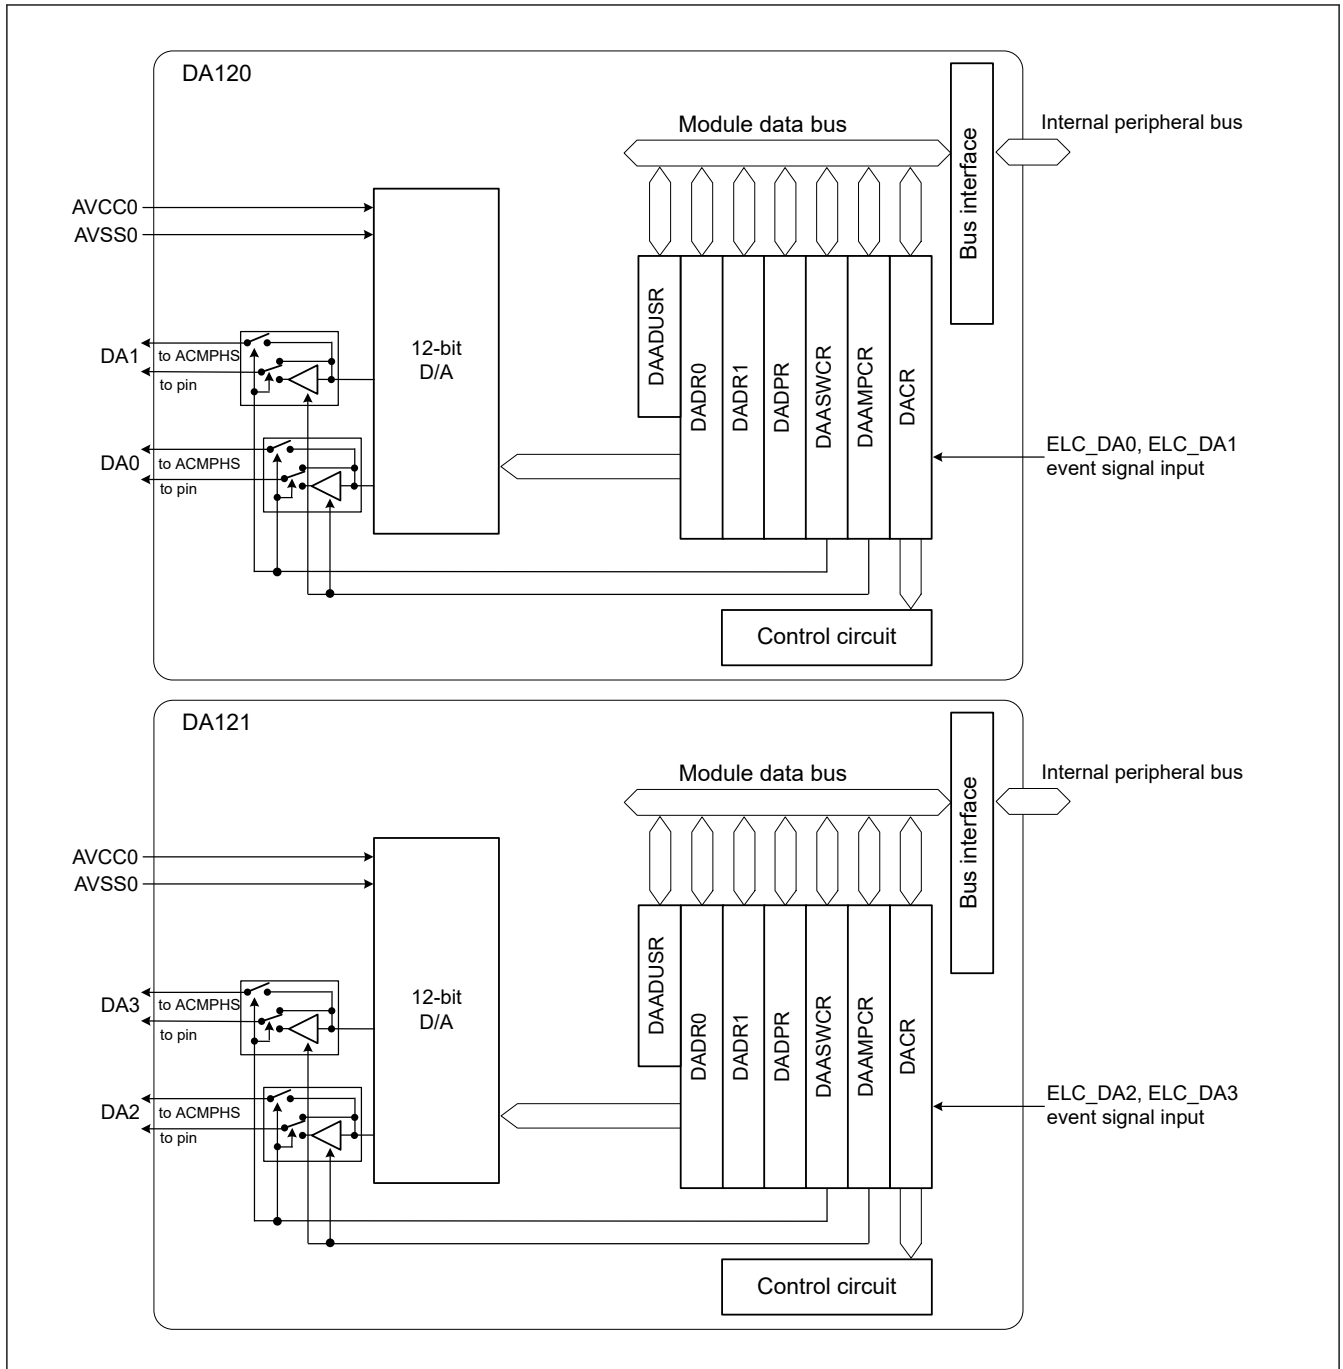 DA120
Module data bus
Internal peripheral bus
Bus interface
AVCC0
AVSS0
12-bit
D/A
DAADUSR
DADR0
DADR1
DADPR
DAASWCR
DAAMPCR
DACR
DA1
to ACMPHS
to pin
DA0
to ACMPHS
to pin
ELC_DA0, ELC_DA1
event signal input
Control circuit
DA121
Module data bus
Internal peripheral bus
Bus interface
AVCC0
AVSS0
12-bit
D/A
DAADUSR
DADR0
DADR1
DADPR
DAASWCR
DAAMPCR
DACR
DA3
to ACMPHS
to pin
DA2
to ACMPHS
to pin
ELC_DA2, ELC_DA3
event signal input
Control circuit